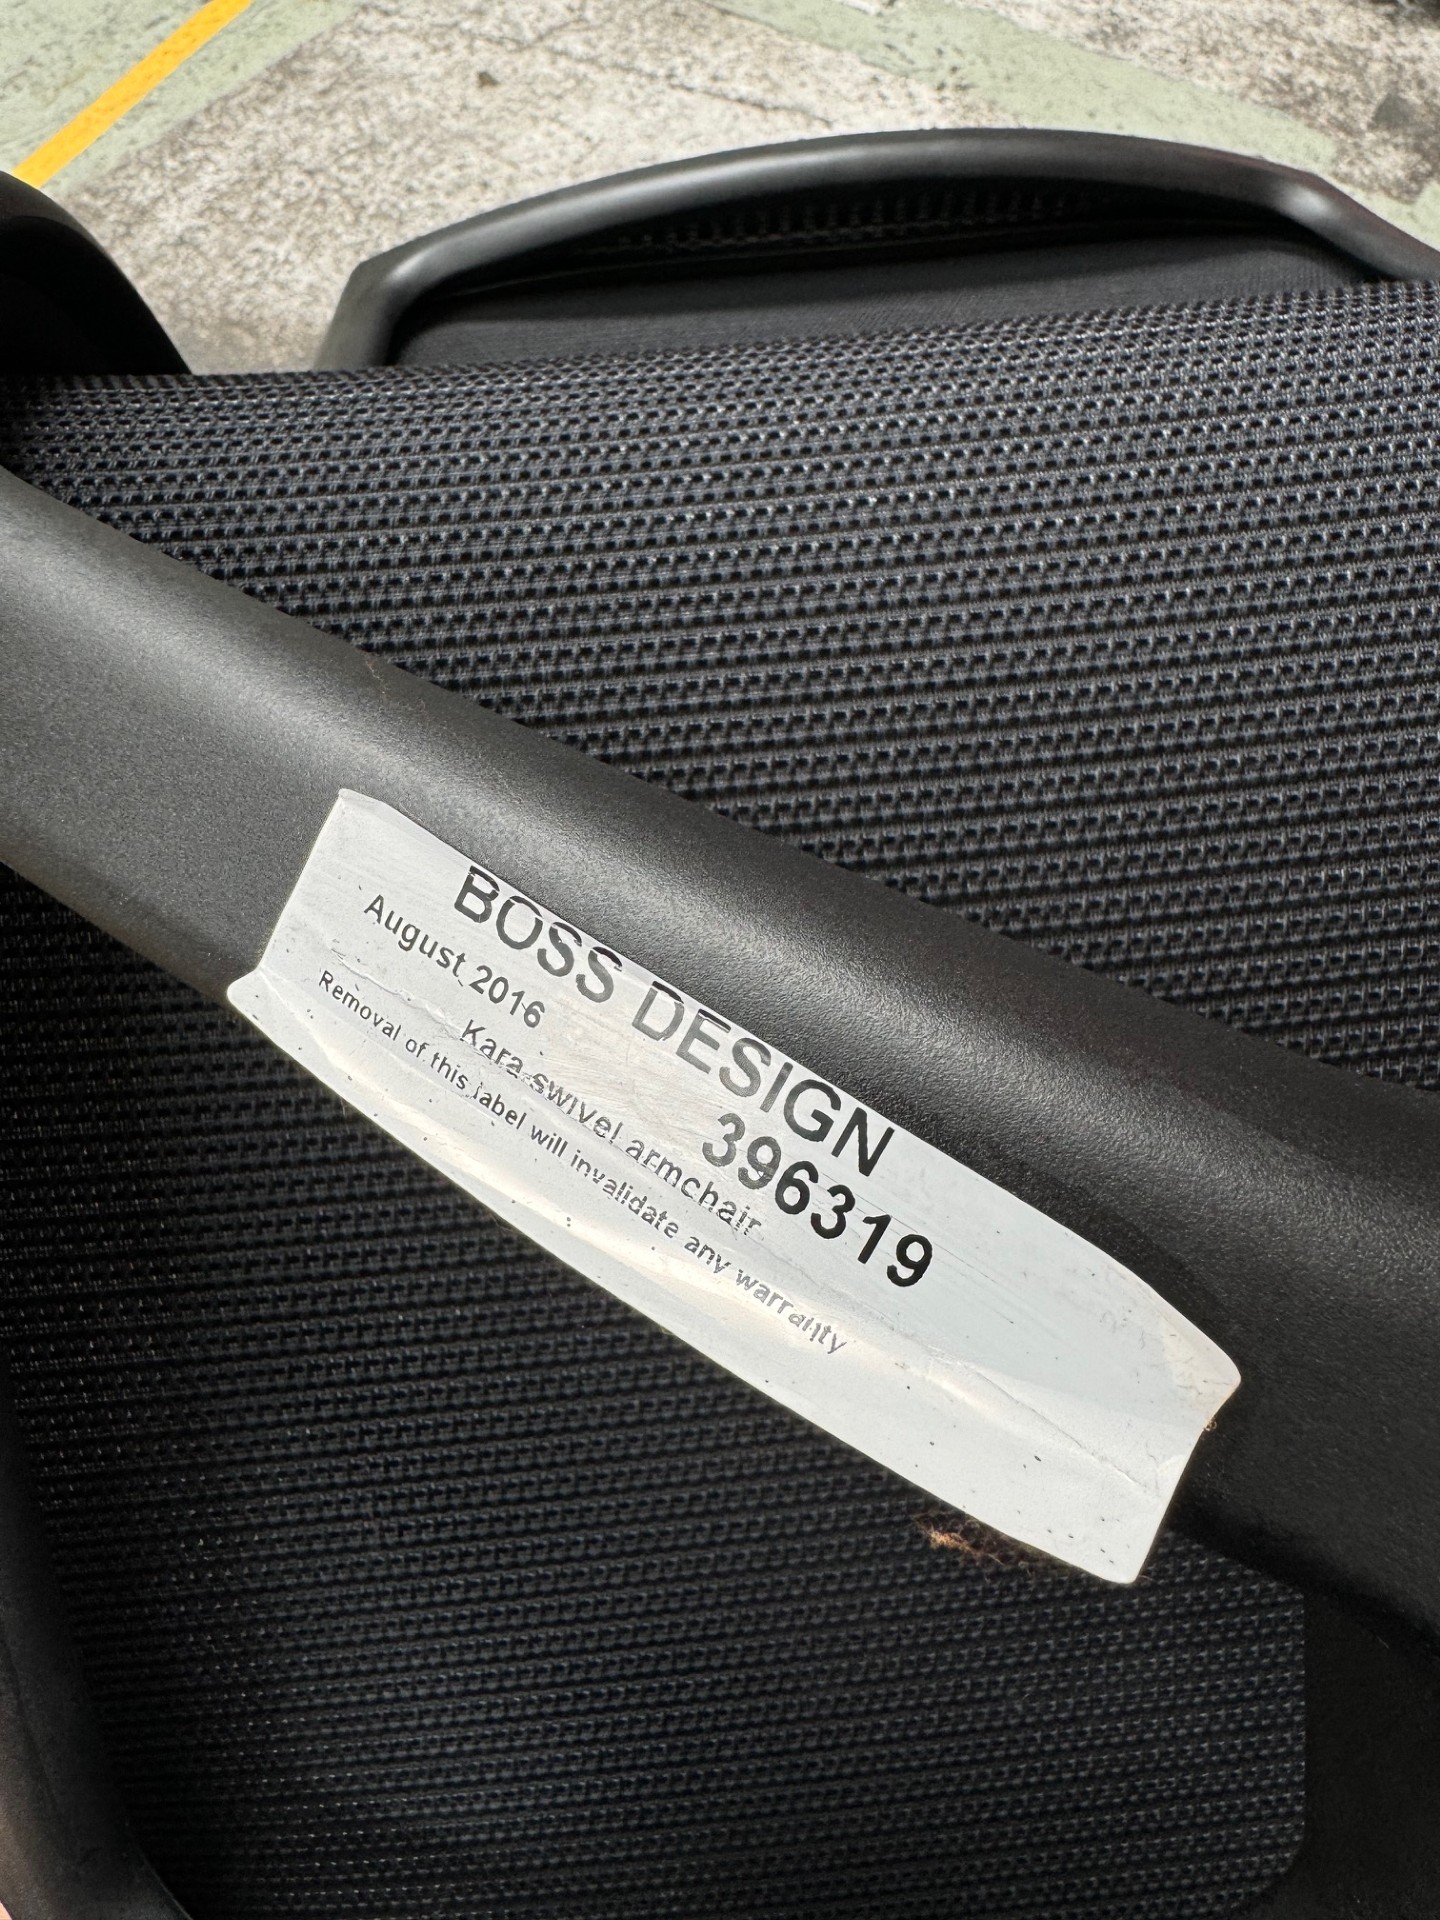 BOSS DESIGN
August 2016 396319
Kara swivel armchair
Removal of this label will invalidate any warranty